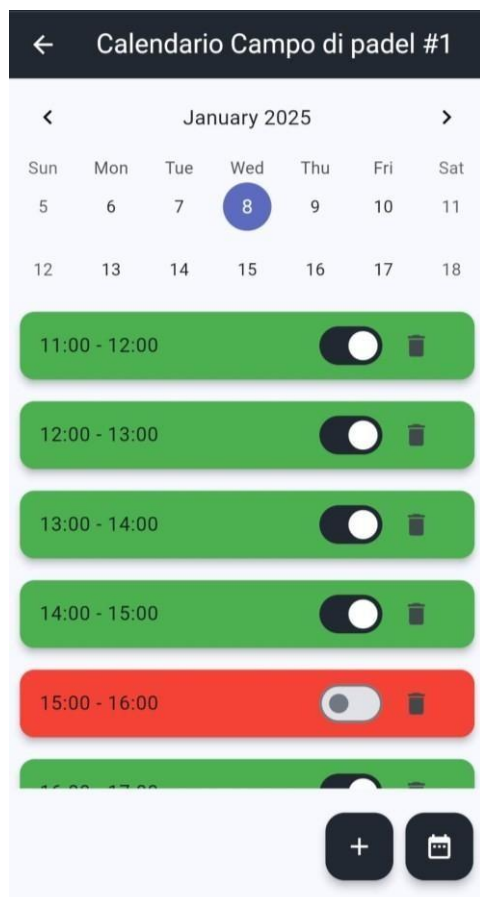 Calendario Campo di padel #1
January 2025
Sun Mon Tue Wed Thu Fri Sat
5 6 7 8 9 10 11
12 13 14 15 16 17 18
11:00 - 12:00
12:00 - 13:00
13:00 - 14:00
14:00 - 15:00
15:00 - 16:00